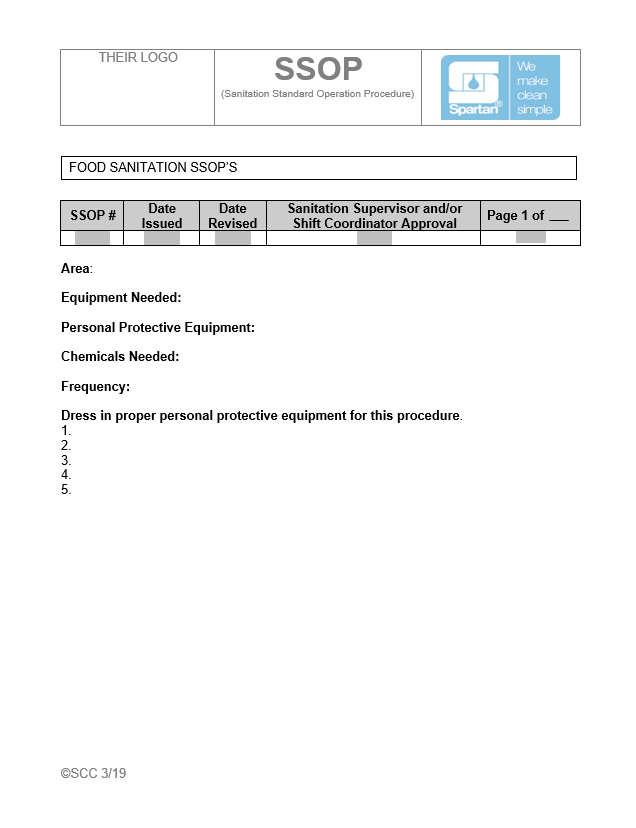 THEIR LOGO
SSOP
(Sanitation Standard Operation Procedure)
Spartan®
We
make
clean
simple
FOOD SANITATION SSOP'S
SSOP #
Date
Issued
Date
Revised
Sanitation Supervisor and/or
Shift Coordinator Approval
Page 1 of ___
Area:
Equipment Needed:
Personal Protective Equipment:
Chemicals Needed:
Frequency:
Dress in proper personal protective equipment for this procedure.
1.
2.
3.
4.
5.
©SCC 3/19